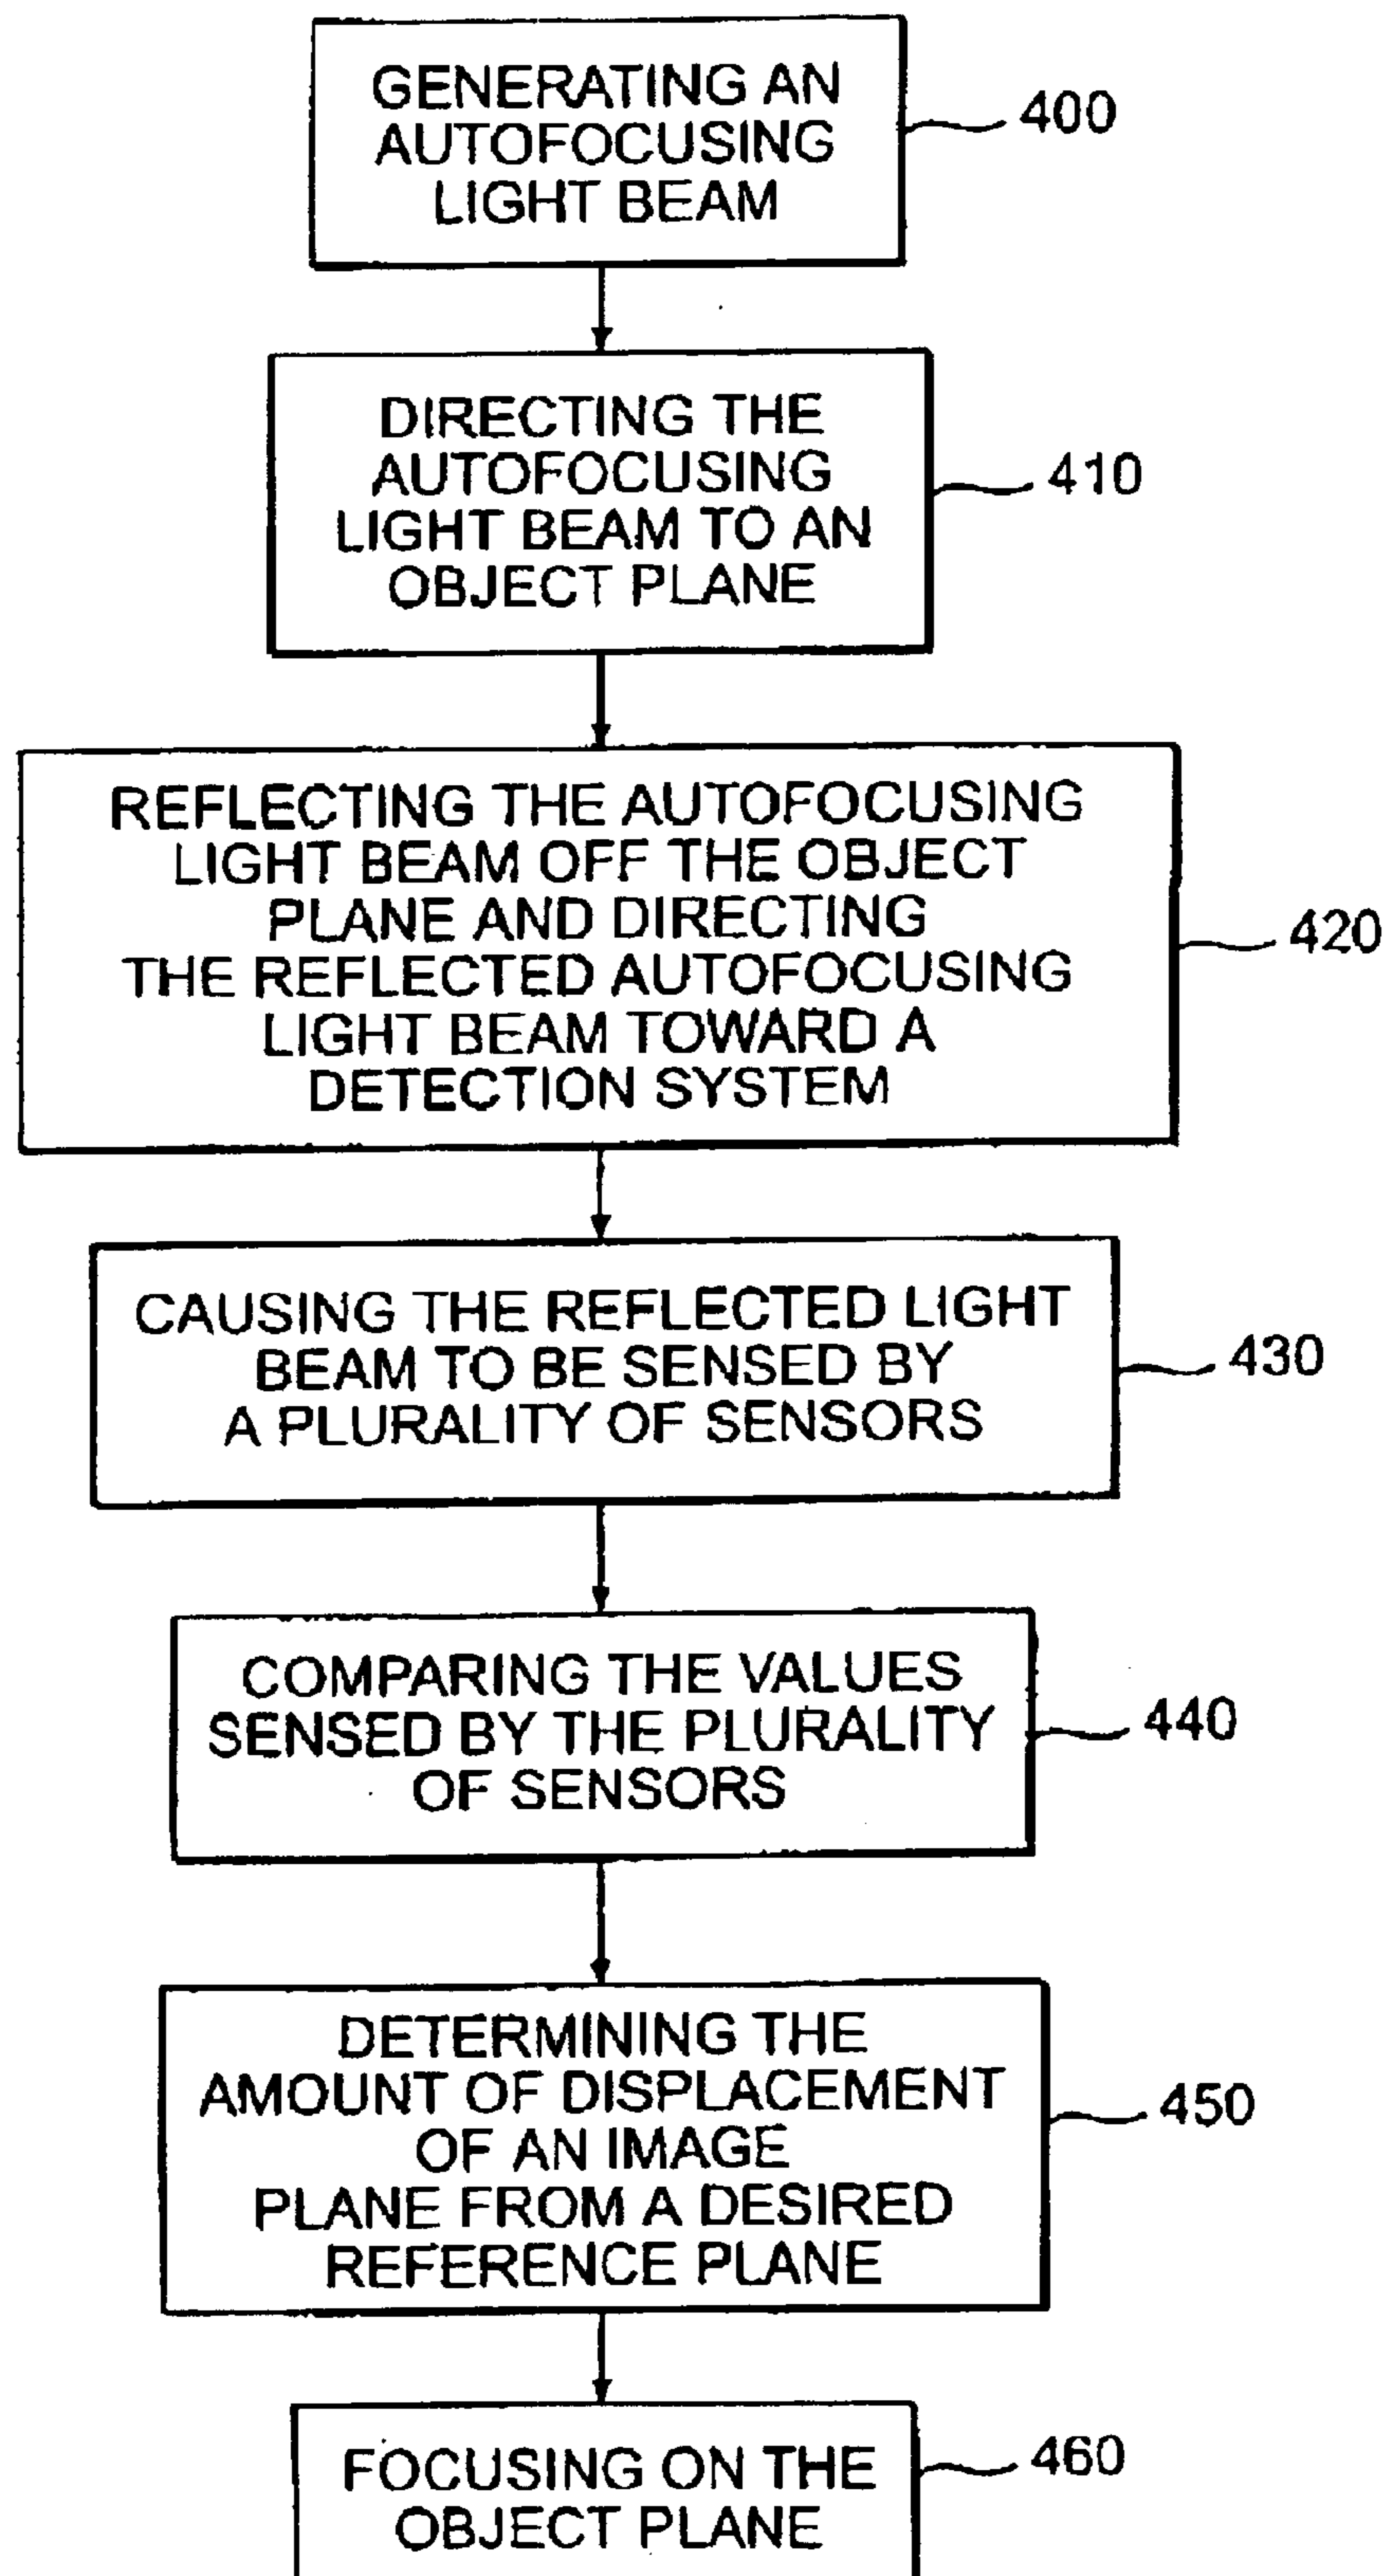 GENERATING AN
AUTOFOCUSING
LIGHT BEAM
400
DIRECTING THE
AUTOFOCUSING
LIGHT BEAM TO AN
OBJECT PLANE
410
REFLECTING THE AUTOFOCUSING
LIGHT BEAM OFF THE OBJECT
PLANE AND DIRECTING
THE REFLECTED AUTOFOCUSING
LIGHT BEAM TOWARD A
DETECTION SYSTEM
420
CAUSING THE REFLECTED LIGHT
BEAM TO BE SENSED BY
A PLURALITY OF SENSORS
430
COMPARING THE VALUES
SENSED BY THE PLURALITY
OF SENSORS
440
DETERMINING THE
AMOUNT OF DISPLACEMENT
OF AN IMAGE
PLANE FROM A DESIRED
REFERENCE PLANE
450
FOCUSING ON THE
OBJECT PLANE
460